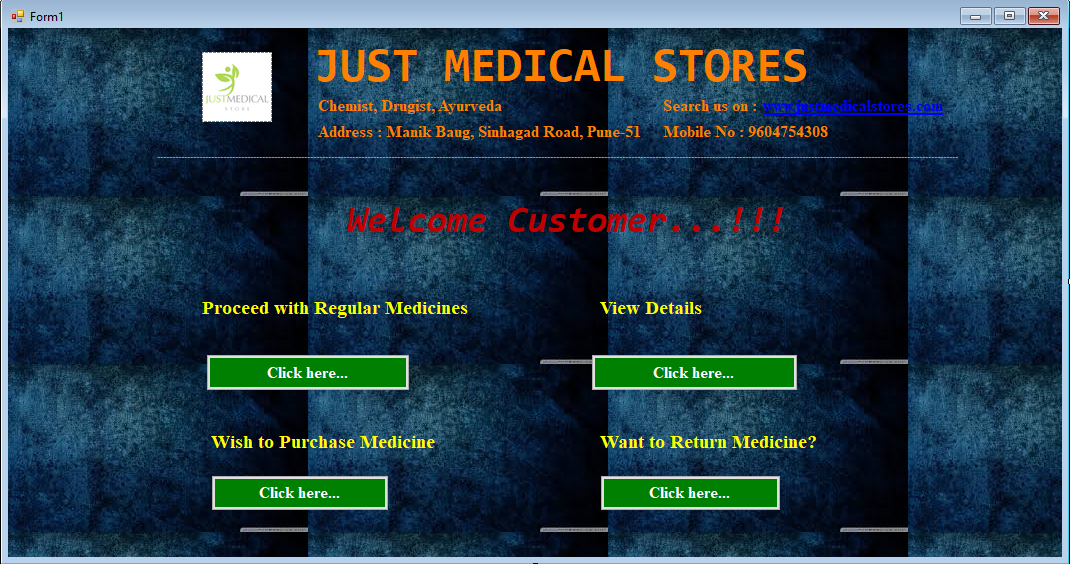 Form1
JUSTMEDICAL
STORE
JUST MEDICAL STORES
Chemist, Drugist, Ayurveda
Search us on : www.justmedicalstores.com
Address : Manik Baug, Sinhagad Road, Pune-51
Mobile No : 9604754308
Welcome Customer...!!!
Proceed with Regular Medicines
View Details
Click here...
Click here...
Wish to Purchase Medicine
Want to Return Medicine?
Click here...
Click here...